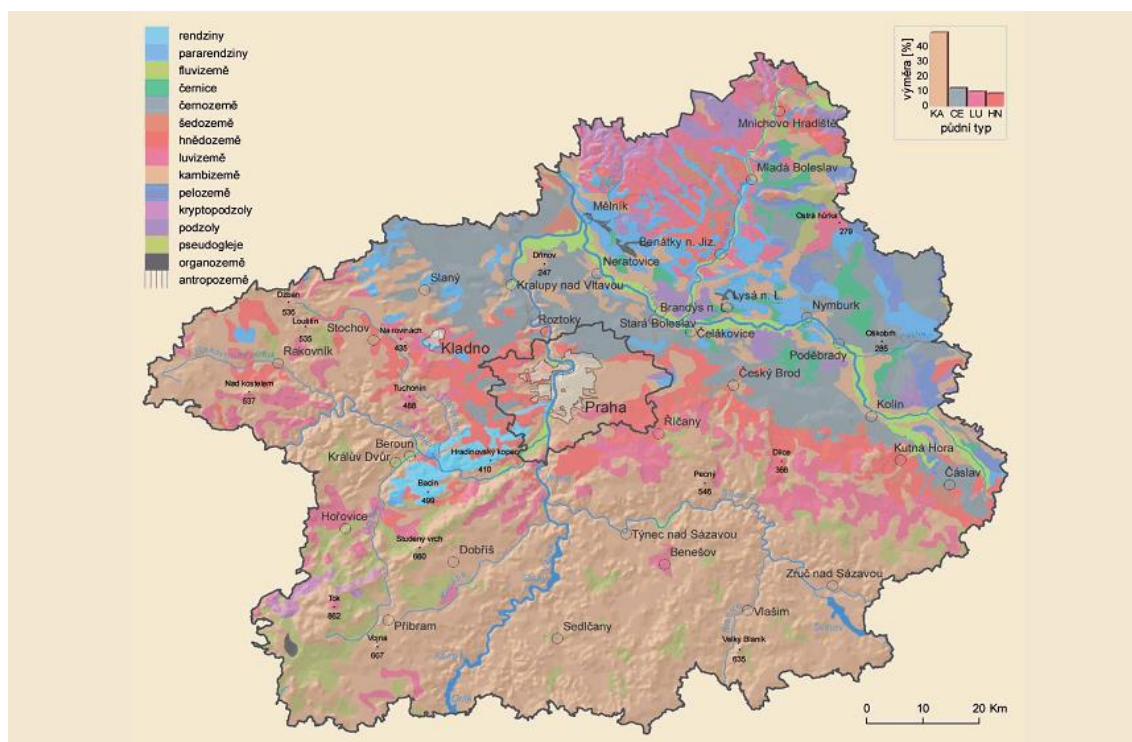 rendziny
pararendziny
fluvizemě
černice
černozemě
šedozemě
hnědozemě
luvizemě
kambizemě
pelozemě
kryptopodzoly
podzoly
pseudogleje
organozemě
antropozemě
výměra [%]
40
30
20
10
0
KA CE LU HN
půdní typ
Mnichovo Hradiště
Mladá Boleslav
Mělník
Ostrá hůrka
279
Benátky n. Jiz.
Dřínov
247
Neratovice
Slaný
Kralupy nad Vltavou
Lysá n. L.
Brandýs n.
Nymburk
Džbán
535
Louštín
535
Stochov
Na rovinách
435
Roztoky
Stará Boleslav
Čelákovice
Oškobrh
285
Kladno
Rakovník
Poděbrady
Nad kostelem
537
Tuchonín
488
Český Brod
Praha
Kolín
Říčany
Beroun
Králův Dvůr
Hradinovský kopec
410
Kutná Hora
Dílce
366
Bacín
499
Pecný
546
Čáslav
Hořovice
Studený vrch
660
Týnec nad Sázavou
Dobříš
Benešov
Zruč nad Sázavou
Tok
862
Vlašim
Příbram
Sedlčany
Vojna
667
Velký Blaník
635
0 10 20 Km